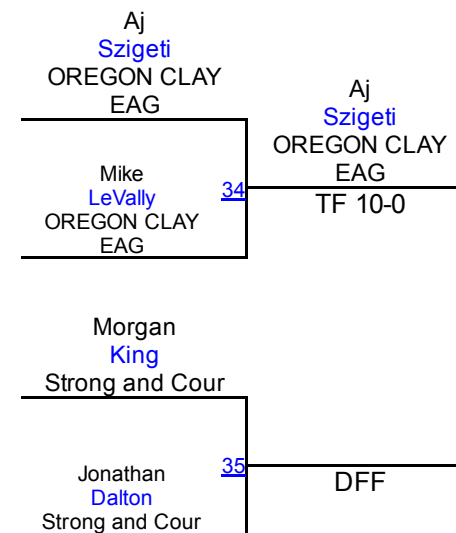 Aj
Szigeti
OREGON CLAY
EAG
Mike
LeVally
OREGON CLAY
EAG
34
Aj
Szigeti
OREGON CLAY
EAG
TF 10-0
Morgan
King
Strong and Cour
Jonathan
Dalton
Strong and Cour
35
DFF